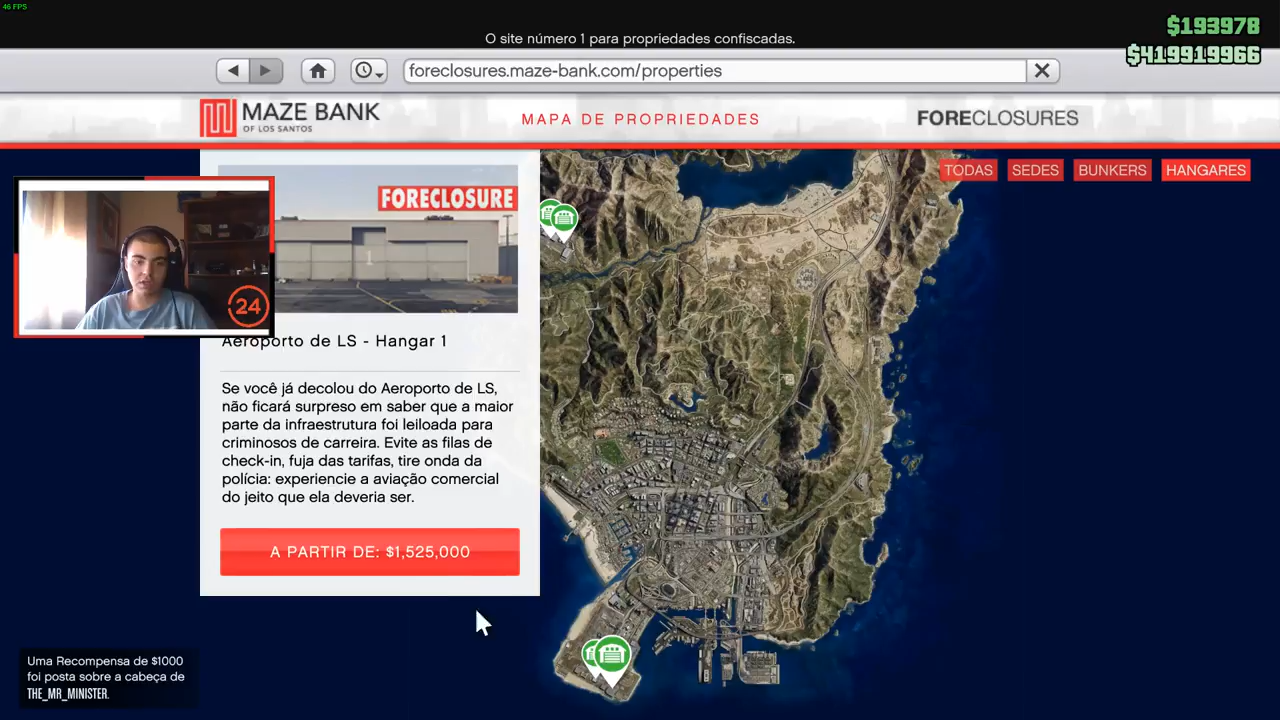 46 FPS
$193978
O site número 1 para propriedades confiscadas.
$419919966
foreclosures.maze-bank.com/properties
MAZE BANK
OF LOS SANTOS
MAPA DE PROPRIEDADES
FORECLOSURES
TODAS
SEDES
BUNKERS
HANGARES
FORECLOSURE
1
24
Aeroporto de LS - Hangar 1
Se você já decolou do Aeroporto de LS,
não ficará surpreso em saber que a maior
parte da infraestrutura foi leiloada para
criminosos de carreira. Evite as filas de
check-in, fuja das tarifas, tire onda da
polícia: experiencie a aviação comercial
do jeito que ela deveria ser.
A PARTIR DE: $1,525,000
Uma Recompensa de $1000
foi posta sobre a cabeça de
THE_MR_MINISTER.